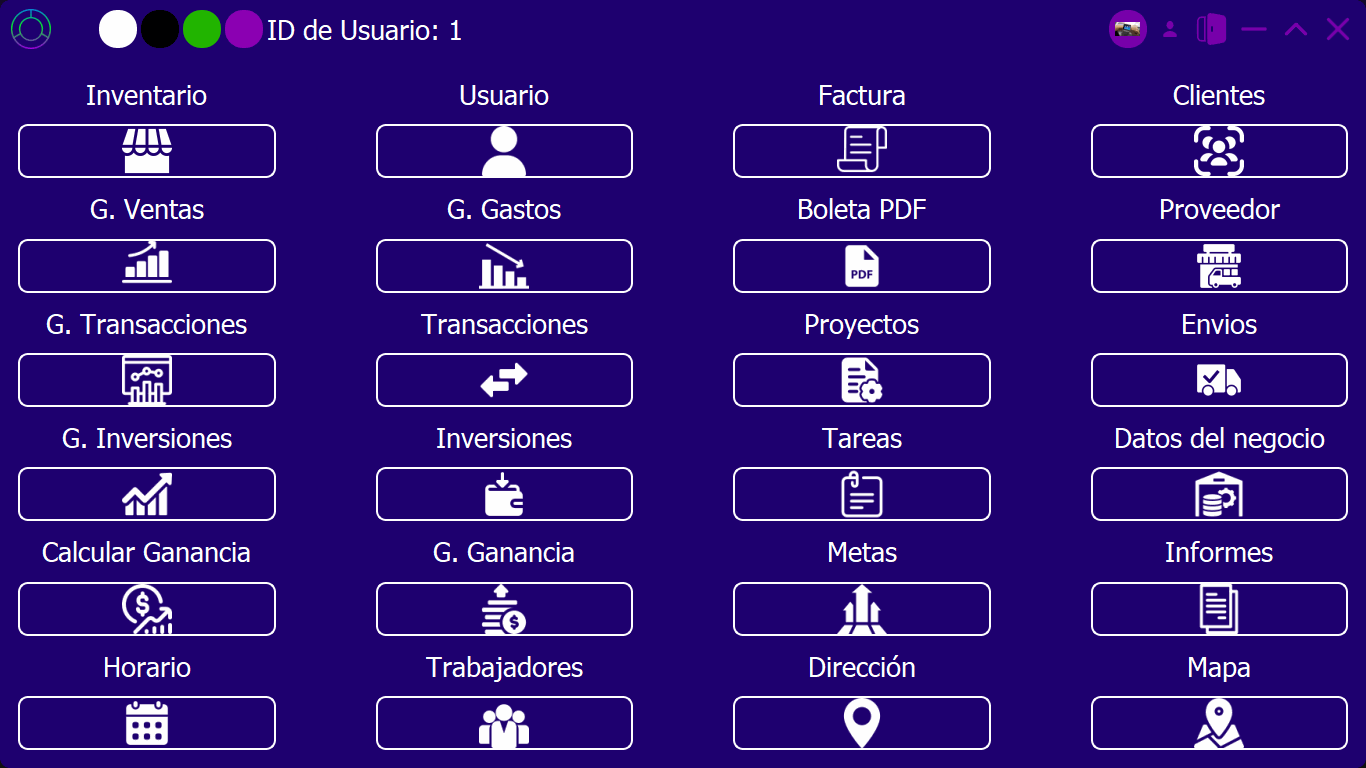 ID de Usuario: 1
Inventario
Usuario
Factura
Clientes
G. Ventas
G. Gastos
Boleta PDF
Proveedor
PDF
G. Transacciones
Transacciones
Proyectos
Envios
G. Inversiones
Inversiones
Tareas
Datos del negocio
Calcular Ganancia
G. Ganancia
Metas
Informes
Horario
Trabajadores
Dirección
Mapa